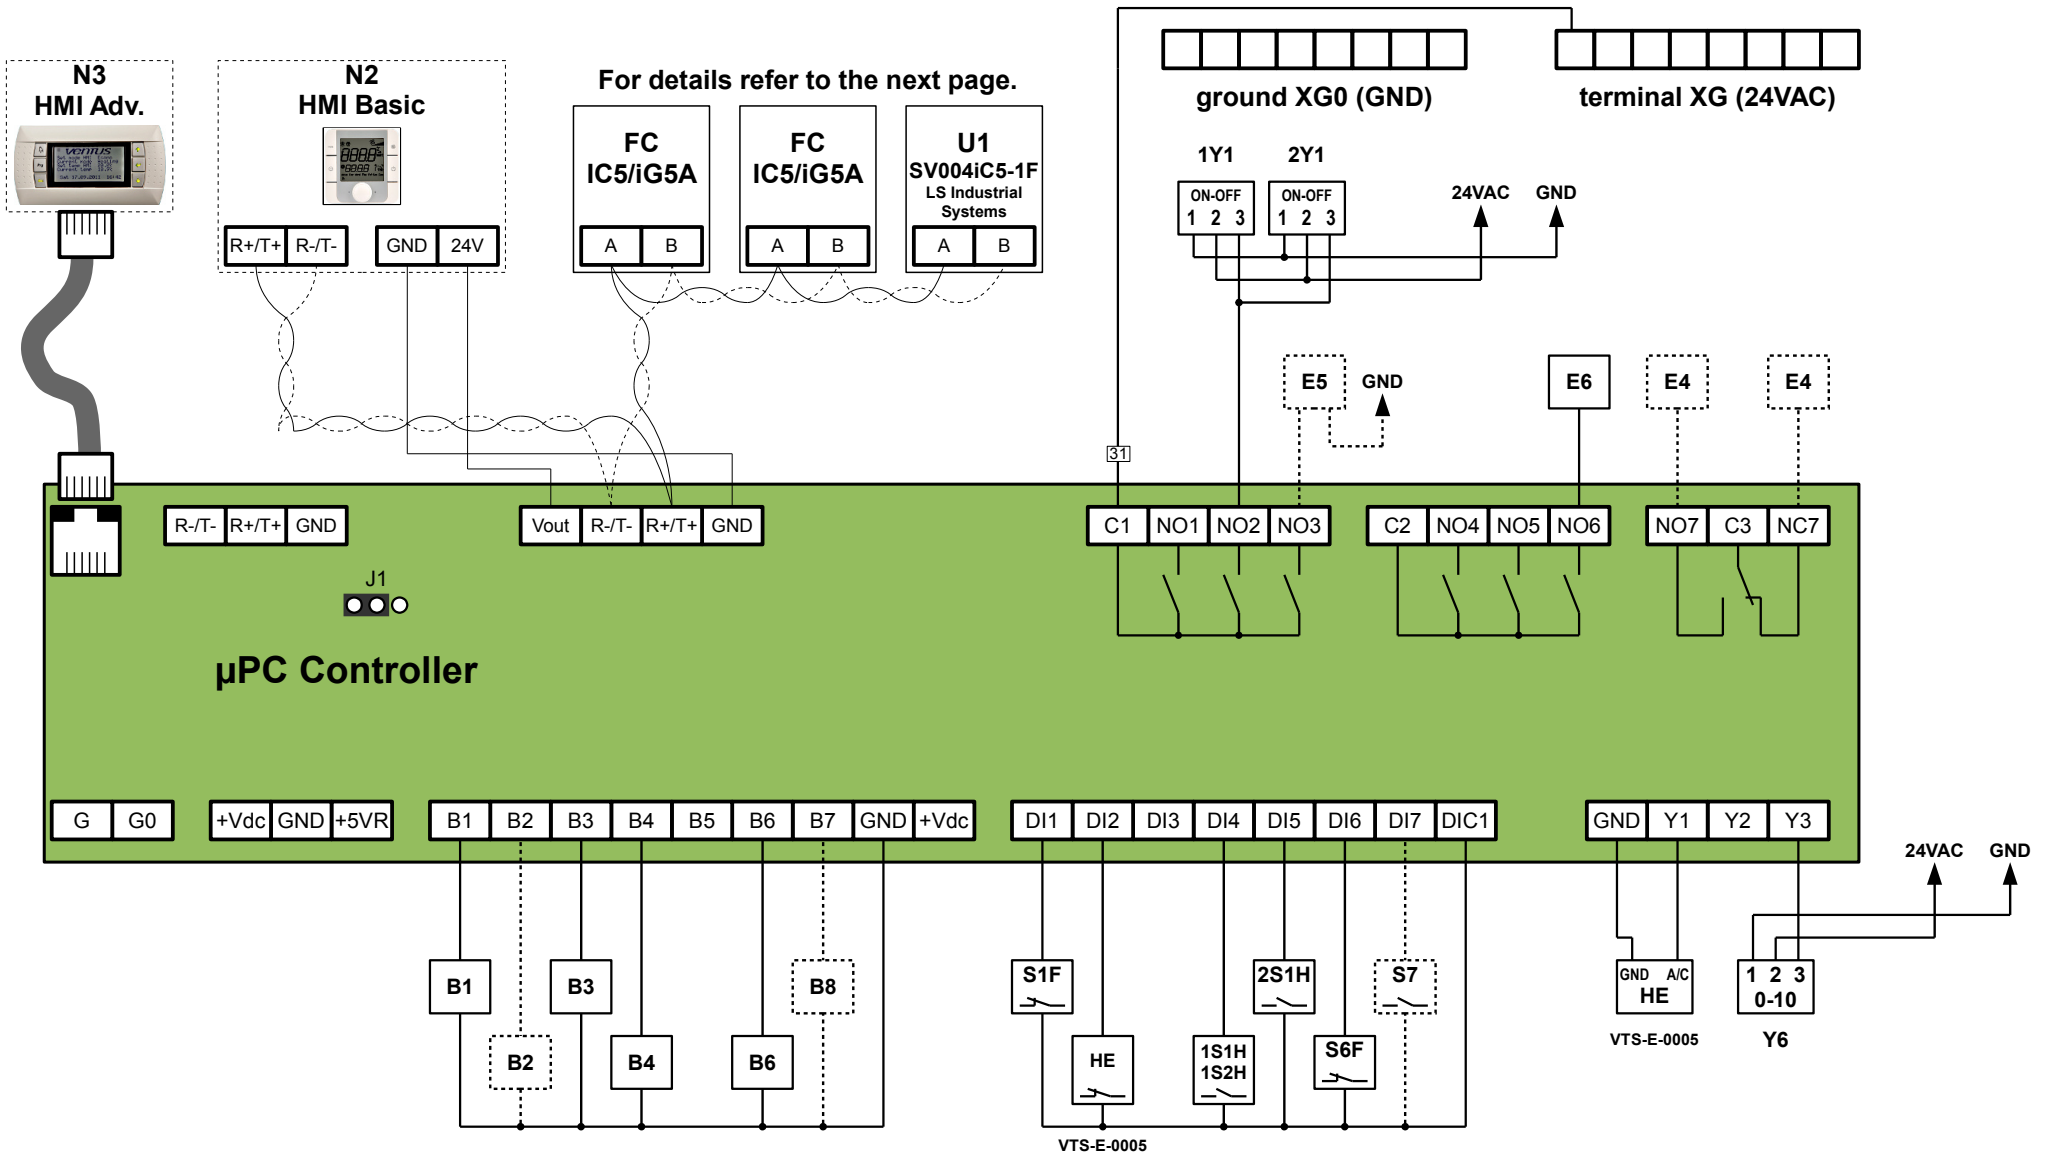 N3
HMI Adv.
N2
HMI Basic
For details refer to the next page.
ventus
R+/T+ R-/T- GND 24V
FC
IC5/iG5A
A B
FC
IC5/iG5A
A B
U1
SV004iC5-1F
LS Industrial
Systems
A B
ground XG0 (GND)
terminal XG (24VAC)
1Y1
ON-OFF
1 2 3
2Y1
ON-OFF
1 2 3
24VAC GND
E5 GND
E6
E4 E4
31
R-/T- R+/T+ GND
Vout R-/T- R+/T+ GND
C1 NO1 NO2 NO3
C2 NO4 NO5 NO6
NO7 C3 NC7
J1
µPC Controller
G G0
+Vdc GND +5VR
B1 B2 B3 B4 B5 B6 B7 GND +Vdc
DI1 DI2 DI3 DI4 DI5 DI6 DI7 DIC1
GND Y1 Y2 Y3
24VAC GND
B1 B3 B8
B2 B4 B6
S1F 2S1H S7
HE
1S1H
1S2H
S6F
VTS-E-0005
GND A/C
HE
VTS-E-0005
1 2 3
0-10
Y6